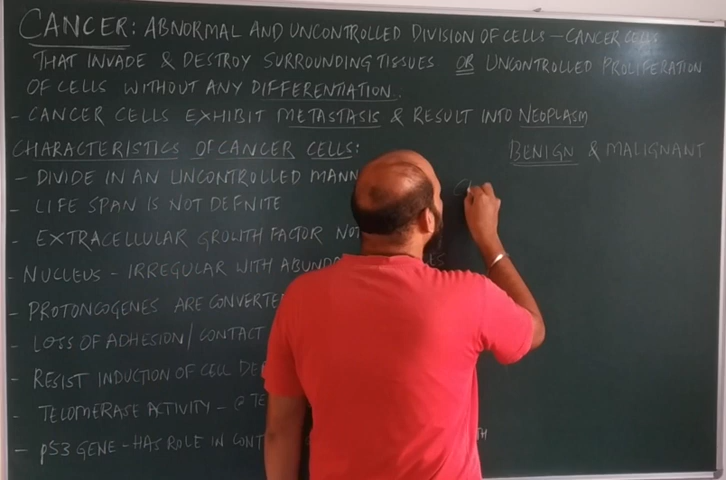 CANCER: ABNORMAL AND UNCONTROLLED DIVISION OF CELLS – CANCER CELLS
THAT INVADE & DESTROY SURROUNDING TISSUES OR UNCONTROLLED PROLIFERATION
OF CELLS WITHOUT ANY DIFFERENTIATION.
- CANCER CELLS EXHIBIT METASTASIS & RESULT INTO NEOPLASM
CHARACTERISTICS OF CANCER CELLS:
BENIGN & MALIGNANT
- DIVIDE IN AN UNCONTROLLED MANN
- LIFE SPAN IS NOT DEFNITE
- EXTRACELLULAR GROWTH FACTOR NOT
- NUCLEUS - IRREGULAR WITH ABUND
- PROTONCOGENES ARE CONVERTE
- LOSS OF ADHESION/CONTACT
- RESIST INDUCTION OF CELL DE
- TELOMERASE ACTIVITY -
- p53 GENE - HAS ROLE IN CONT TH